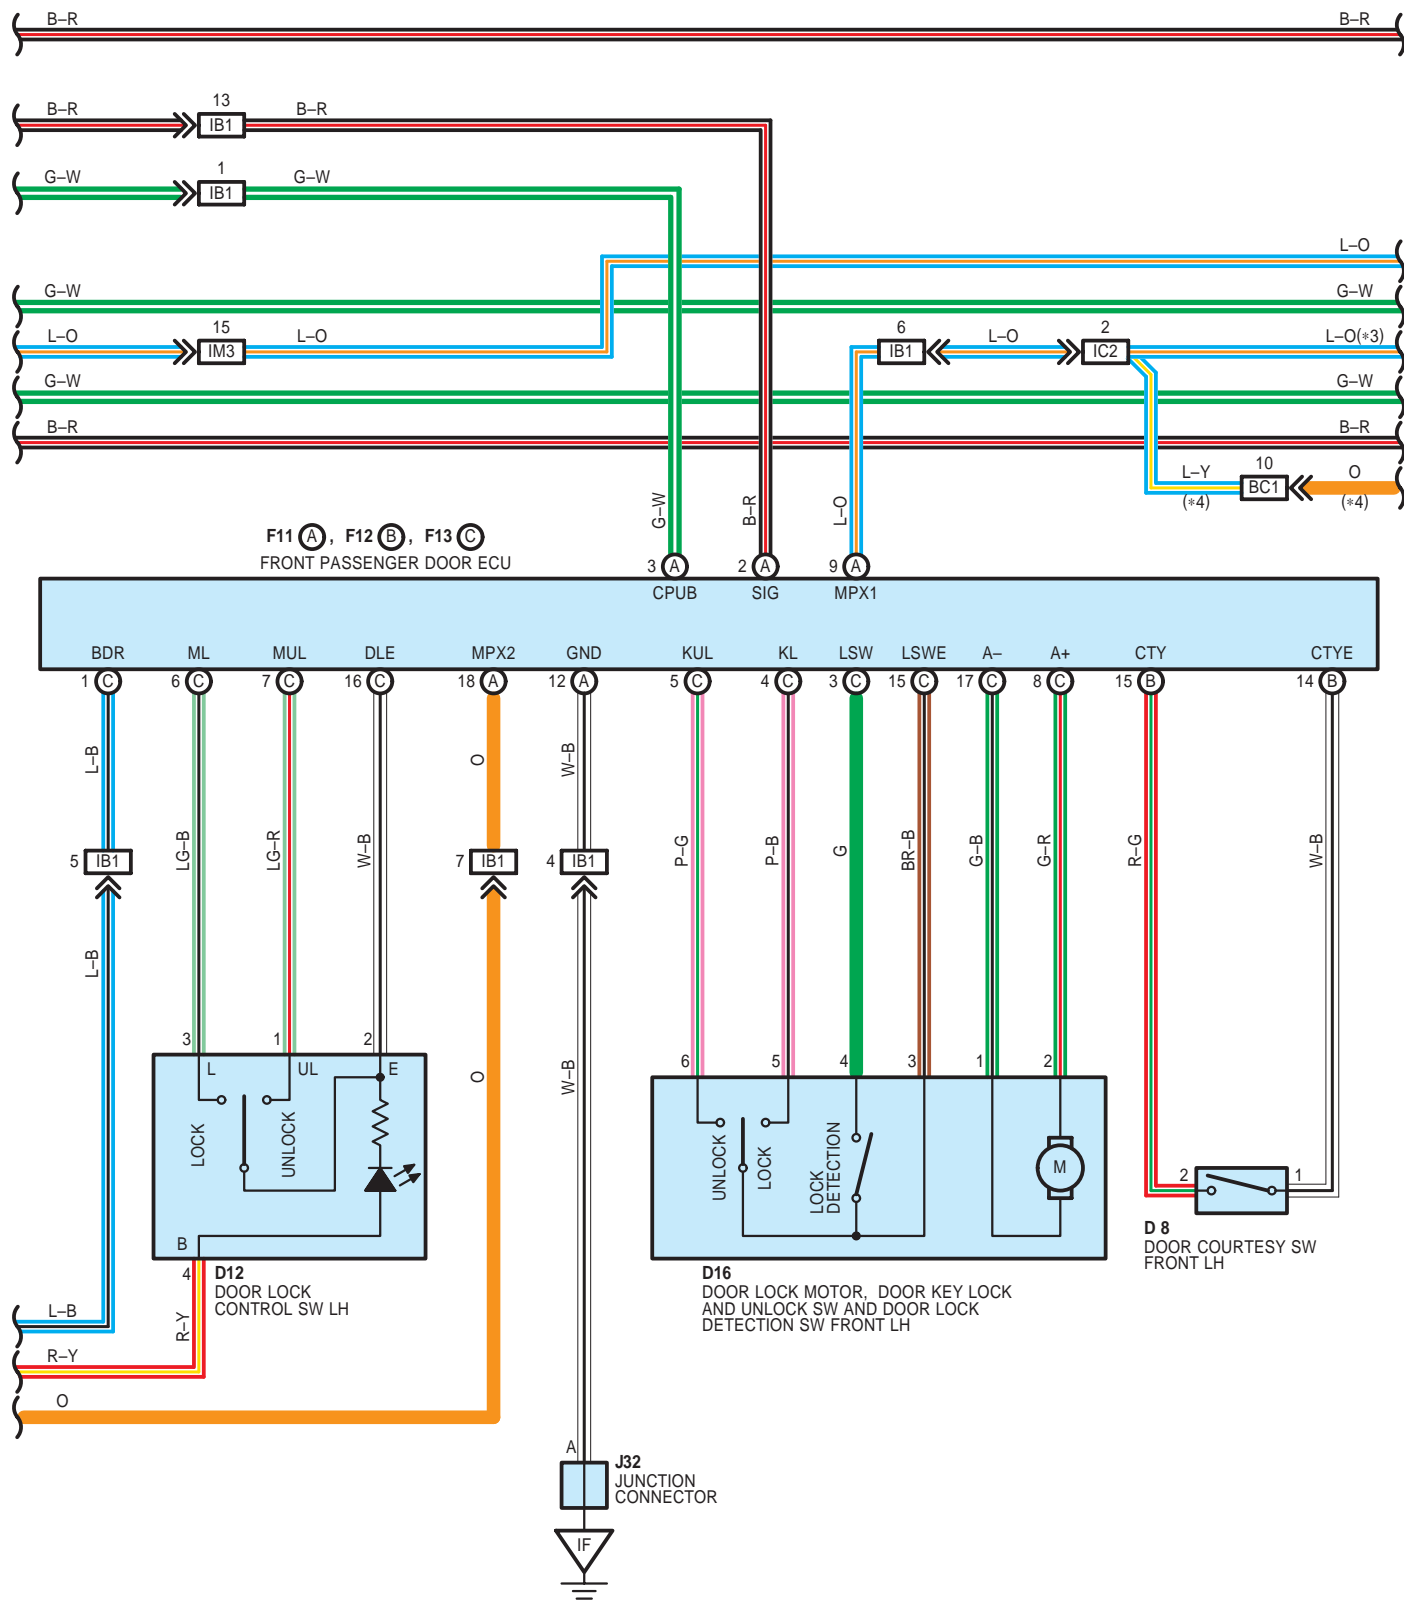 B–R B–R
13
B–R IB1 B–R
1
G–W IB1 G–W
L–O
G–W G–W
15 6 2
L–O IM3 L–O IB1 L–O IC2 L–O(*3)
G–W G–W
B–R B–R
10
L–Y BC1 O
(*4) (*4)
G–W B–R L–O
F11 A , F12 B , F13 C
FRONT PASSENGER DOOR ECU
3 A 2 A 9 A
CPUB SIG MPX1
BDR ML MUL DLE MPX2 GND KUL KL LSW LSWE A– A+ CTY CTYE
1 C 6 C 7 C 16 C 18 A 12 A 5 C 4 C 3 C 15 C 17 C 8 C 15 B 14 B
L–B O W–B
LG–B LG–R W–B P–G P–B G BR–B G–B G–R R–G W–B
5 IB1 7 IB1 4 IB1
L–B
3 1 2
L UL E
O W–B
6 5 4 3 1 2
LOCK UNLOCK
UNLOCK LOCK
LOCK
DETECTION
M
2 1
B
4
D12
DOOR LOCK
CONTROL SW LH
D16
DOOR LOCK MOTOR, DOOR KEY LOCK
AND UNLOCK SW AND DOOR LOCK
DETECTION SW FRONT LH
D 8
DOOR COURTESY SW
FRONT LH
L–B
R–Y
R–Y
O
A
J32
JUNCTION
CONNECTOR
IF